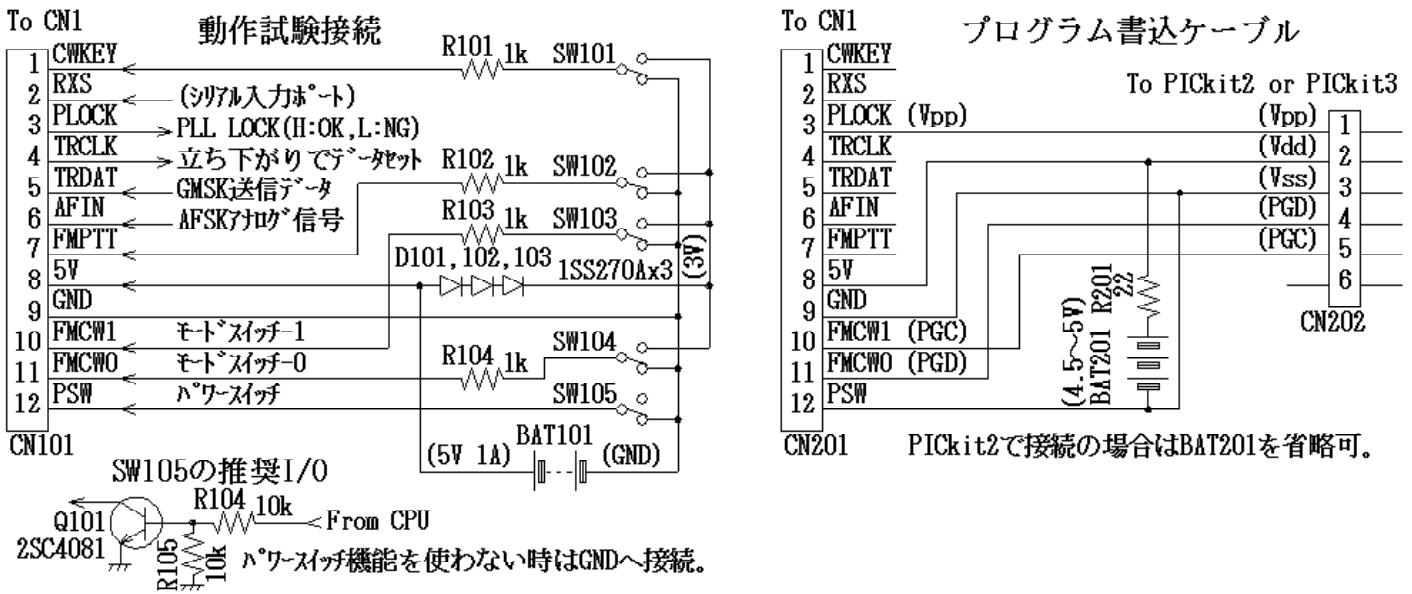 To CN1
動作試験接続
1 CWKEY
R101 1k SW101
2 RXS
(ｼﾘｱﾙ入力ﾎﾟｰﾄ)
3 PLOCK
PLL LOCK(H:OK,L:NG)
4 TRCLK
立ち下がりでﾃﾞｰﾀｾｯﾄ
R102 1k SW102
5 TRDAT
GMSK送信ﾃﾞｰﾀ
6 AFIN
AFSKｱﾅﾛｸﾞ信号
R103 1k SW103
7 FMPTT
D101,102,103 1SS270Ax3
(3V)
8 5V
9 GND
10 FMCW1
ﾓｰﾄﾞｽｲｯﾁ-1
11 FMCW0
ﾓｰﾄﾞｽｲｯﾁ-0
R104 1k SW104
12 PSW
ﾊﾟﾜｰｽｲｯﾁ
SW105
CN101
(5V 1A)
BAT101
(GND)
SW105の推奨I/O
R104 10k
From CPU
Q101
2SC4081
R105
10k
ﾊﾟﾜｰｽｲｯﾁ機能を使わない時はGNDへ接続。
To CN1
プログラム書込ケーブル
To PICkit2 or PICkit3
1 CWKEY
2 RXS
3 PLOCK (Vpp)
4 TRCLK
5 TRDAT
6 AFIN
7 FMPTT
8 5V
9 GND
10 FMCW1 (PGC)
11 FMCW0 (PGD)
12 PSW
CN201
(Vpp) 1
(Vdd) 2
(Vss) 3
(PGD) 4
(PGC) 5
6
CN202
R201
22
BAT201
(4.5～5V)
PICkit2で接続の場合はBAT201を省略可。